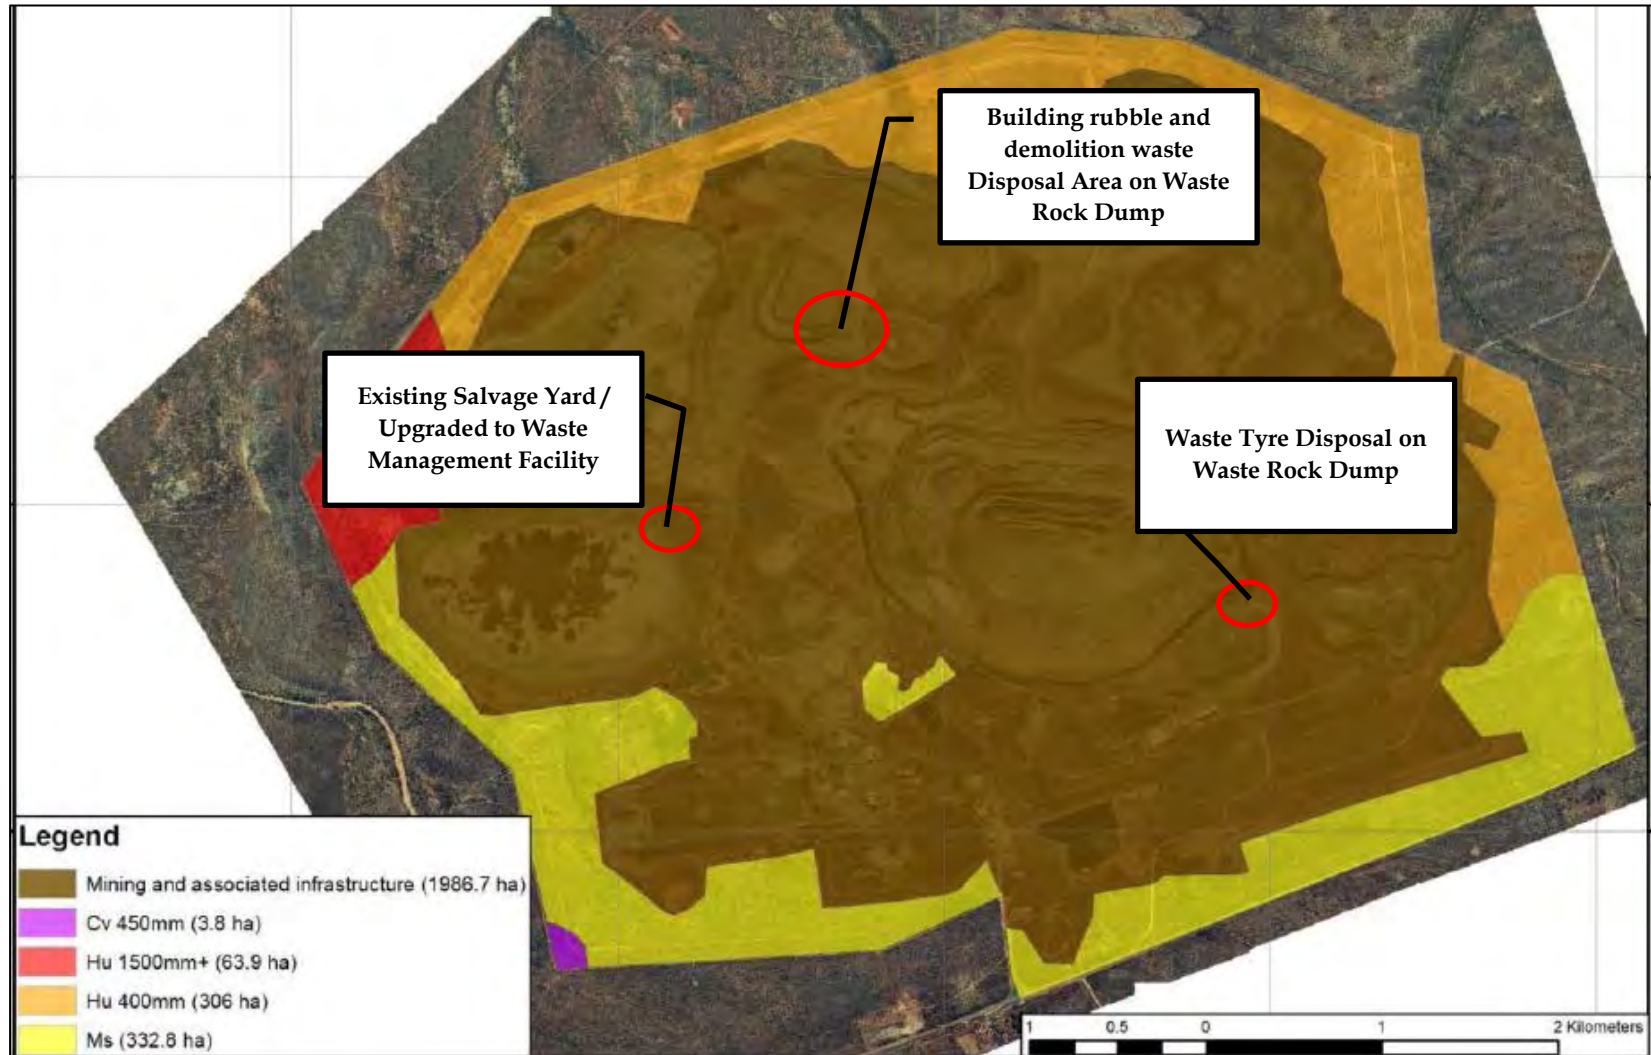 Building rubble and
demolition waste
Disposal Area on Waste
Rock Dump
Existing Salvage Yard /
Upgraded to Waste
Management Facility
Waste Tyre Disposal on
Waste Rock Dump
Legend
Mining and associated infrastructure (1986.7 ha)
Cv 450mm (3.8 ha)
Hu 1500mm+ (63.9 ha)
Hu 400mm (306 ha)
Ms (332.8 ha)
1 0.5 0 1 2 Kilometers